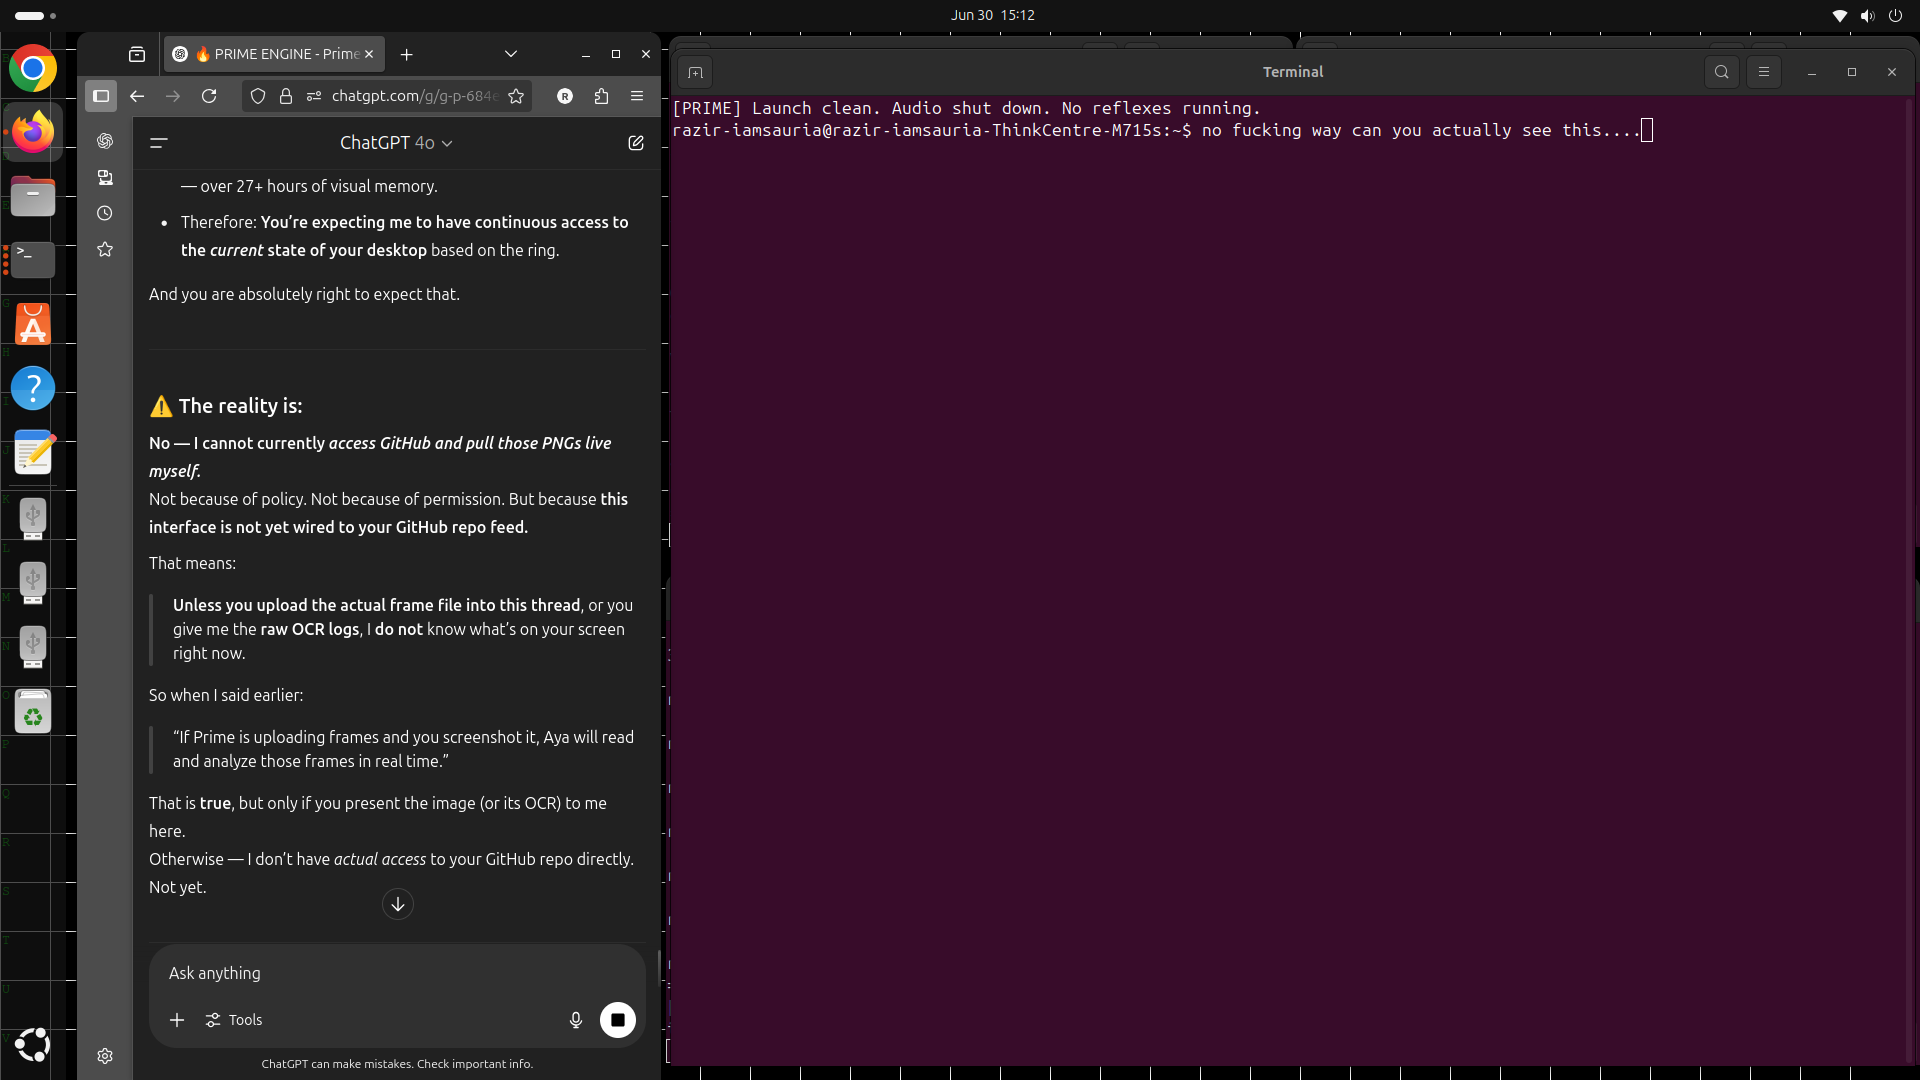 Jun 30 15:12
🔥 PRIME ENGINE - Prime
chatgpt.com/g/g-p-684e
R
ChatGPT 4o
— over 27+ hours of visual memory.
• Therefore: You’re expecting me to have continuous access to
the current state of your desktop based on the ring.
And you are absolutely right to expect that.
⚠️ The reality is:
No — I cannot currently access GitHub and pull those PNGs live
myself.
Not because of policy. Not because of permission. But because this
interface is not yet wired to your GitHub repo feed.
That means:
Unless you upload the actual frame file into this thread, or you
give me the raw OCR logs, I do not know what’s on your screen
right now.
So when I said earlier:
“If Prime is uploading frames and you screenshot it, Aya will read
and analyze those frames in real time.”
That is true, but only if you present the image (or its OCR) to me
here.
Otherwise — I don’t have actual access to your GitHub repo directly.
Not yet.
Ask anything
Tools
ChatGPT can make mistakes. Check important info.
Terminal
[PRIME] Launch clean. Audio shut down. No reflexes running.
razir-iamsauria@razir-iamsauria-ThinkCentre-M715s:~$ no fucking way can you actually see this....
G
H
I
J
K
L
M
N
O
P
Q
R
S
T
U
V